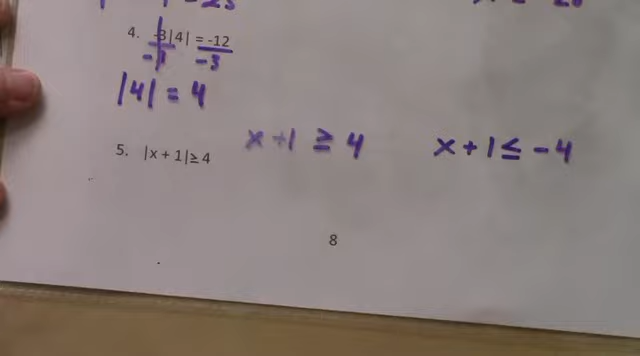 4. -3|4| = -12
-3 -3
|4| = 4
5. |x + 1| ≥ 4 x + 1 ≥ 4 x + 1 ≤ -4
8